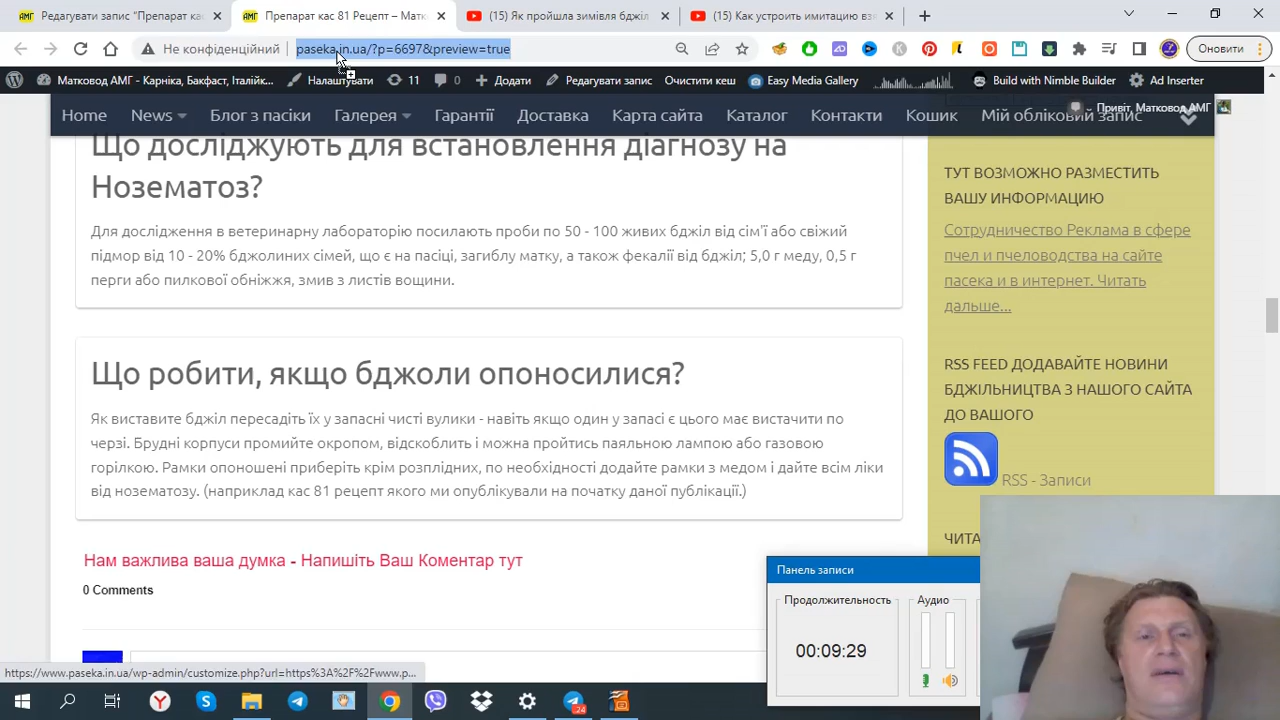 Редагувати запис "Препарат кас
Препарат кас 81 Рецепт – Матк
(15) Як пройшла зимівля бджіл
(15) Как устроить имитацию взя
Не конфіденційний
paseka.in.ua/?p=6697&preview=true
Оновити
Матковод АМГ - Карніка, Бакфаст, Італійк...
Налаштувати
11
0
Додати
Редагувати запис
Очистити кеш
Easy Media Gallery
Build with Nimble Builder
Ad Inserter
Привіт, Матковод АМГ
Home
News
Блог з пасіки
Галерея
Гарантії
Доставка
Карта сайта
Каталог
Контакти
Кошик
Мій обліковий запис
Що досліджують для встановлення діагнозу на
Нозематоз?
Для дослідження в ветеринарну лабораторію посилають проби по 50 - 100 живих бджіл від сім'ї або свіжий
підмор від 10 - 20% бджолиних сімей, що є на пасіці, загиблу матку, а також фекалії від бджіл; 5,0 г меду, 0,5 г
перги або пилкової обніжжя, змив з листів вощини.
Що робити, якщо бджоли опоносилися?
Як виставите бджіл пересадіть їх у запасні чисті вулики - навіть якщо один у запасі є цього має вистачити по
черзі. Брудні корпуси промийте окропом, відскоблить і можна пройтись паяльною лампою або газовою
горілкою. Рамки опоношені приберіть крім розплідних, по необхідності додайте рамки з медом і дайте всім ліки
від нозематозу. (наприклад кас 81 рецепт якого ми опублікували на початку даної публікації.)
Нам важлива ваша думка - Напишіть Ваш Коментар тут
0 Comments
ТУТ ВОЗМОЖНО РАЗМЕСТИТЬ
ВАШУ ИНФОРМАЦИЮ
Сотрудничество Реклама в сфере
пчел и пчеловодства на сайте
пасека и в интернет. Читать
дальше...
RSS FEED ДОДАВАЙТЕ НОВИНИ
БДЖІЛЬНИЦТВА З НАШОГО САЙТА
ДО ВАШОГО
RSS - Записи
Панель записи
Продолжительность
Аудио
00:09:29
https://www.paseka.in.ua/wp-admin/customize.php?url=https%3A%2F%2Fwww.p...
24